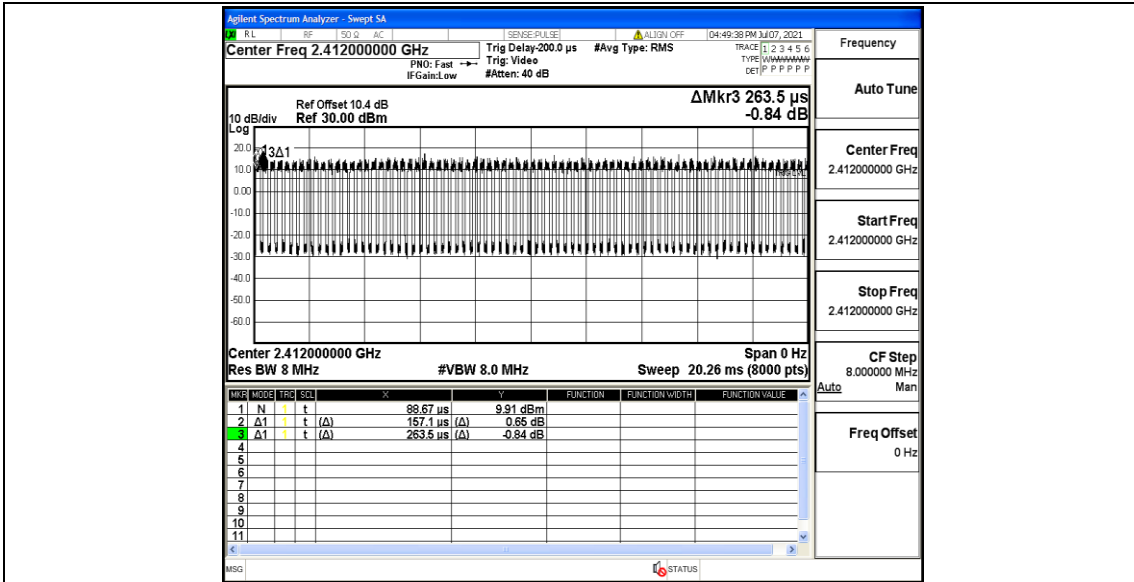 Agilent Spectrum Analyzer - Swept SA
RL RF 50 Ω AC SENSE:PULSE ALIGN OFF 04:49:38 PM Jul 07, 2021
Center Freq 2.412000000 GHz
PNO: Fast
IFGain:Low
Trig Delay-200.0 µs
Trig: Video
#Atten: 40 dB
#Avg Type: RMS
TRACE 1 2 3 4 5 6
TYPE
DET P P P P P P
ΔMkr3 263.5 µs
-0.84 dB
Ref Offset 10.4 dB
10 dB/div Ref 30.00 dBm
Log
20.0
10.0
0.00
-10.0
-20.0
-30.0
-40.0
-50.0
-60.0
3Δ1
TRIG LVL
Center 2.412000000 GHz Span 0 Hz
Res BW 8 MHz #VBW 8.0 MHz Sweep 20.26 ms (8000 pts)
MKR MODE TRC SCL X Y FUNCTION FUNCTION WIDTH FUNCTION VALUE
1 N 1 t 88.67 µs 9.91 dBm
2 Δ1 1 t (Δ) 157.1 µs (Δ) 0.65 dB
3 Δ1 1 t (Δ) 263.5 µs (Δ) -0.84 dB
4
5
6
7
8
9
10
11
MSG STATUS
Frequency
Auto Tune
Center Freq
2.412000000 GHz
Start Freq
2.412000000 GHz
Stop Freq
2.412000000 GHz
CF Step
8.000000 MHz
Auto Man
Freq Offset
0 Hz